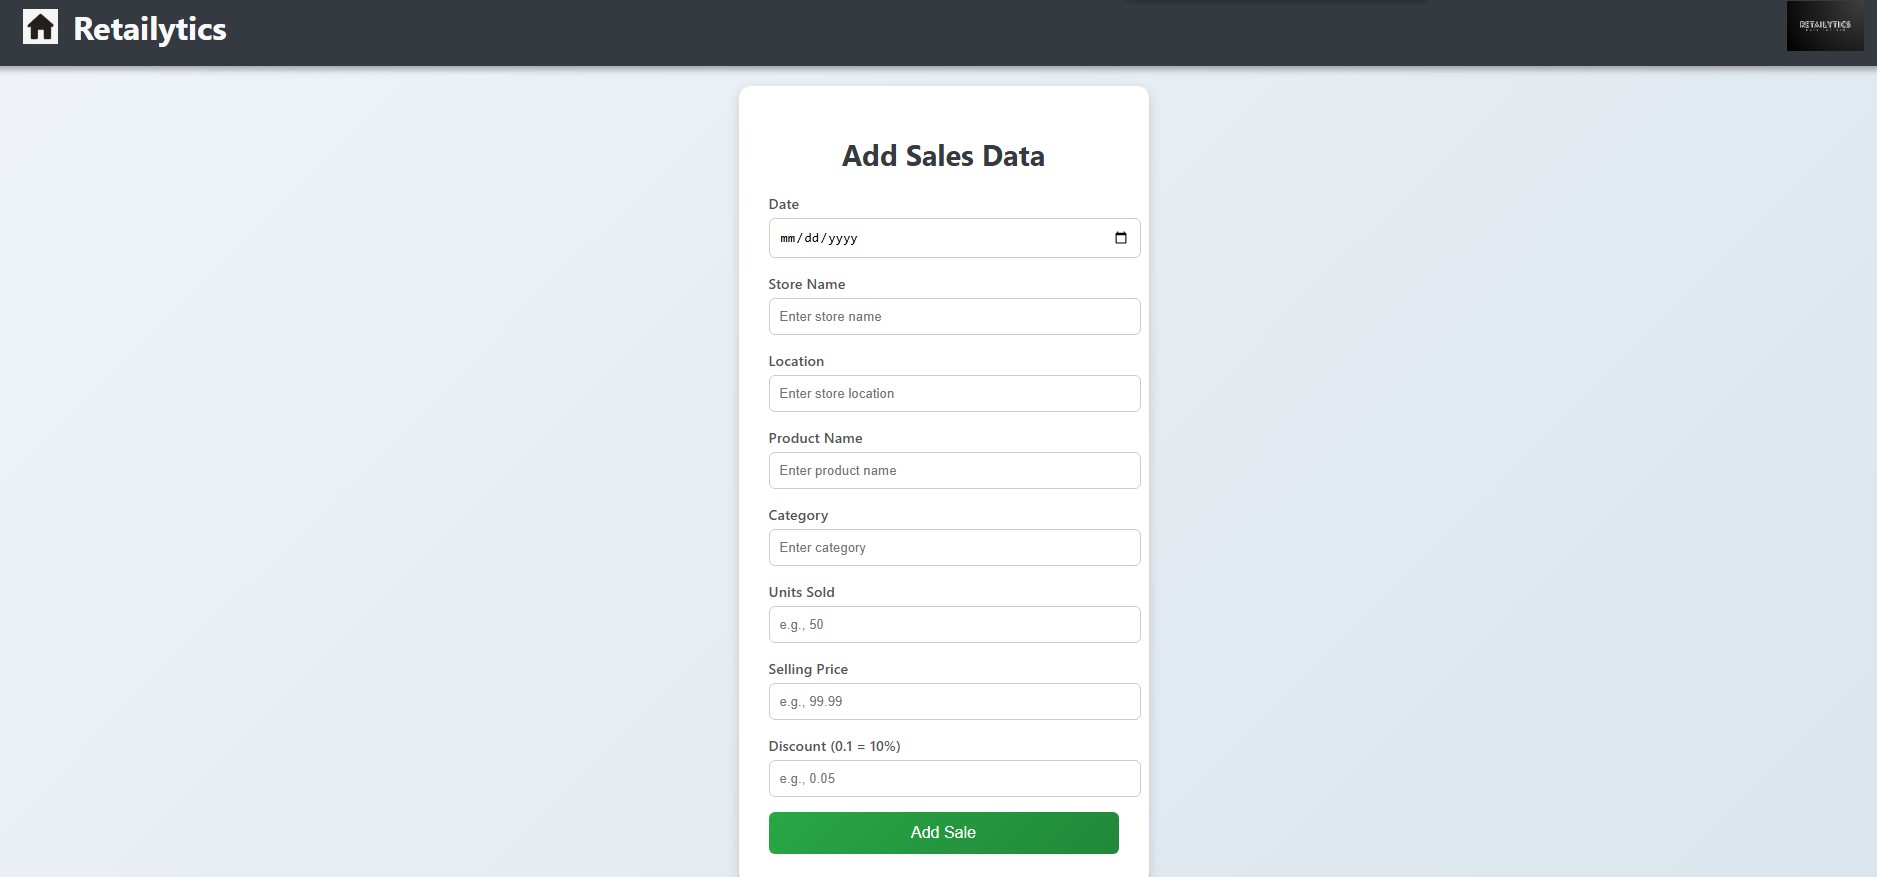 Retailytics
RETAILYTICS
Add Sales Data
Date
mm/dd/yyyy
Store Name
Enter store name
Location
Enter store location
Product Name
Enter product name
Category
Enter category
Units Sold
e.g., 50
Selling Price
e.g., 99.99
Discount (0.1 = 10%)
e.g., 0.05
Add Sale